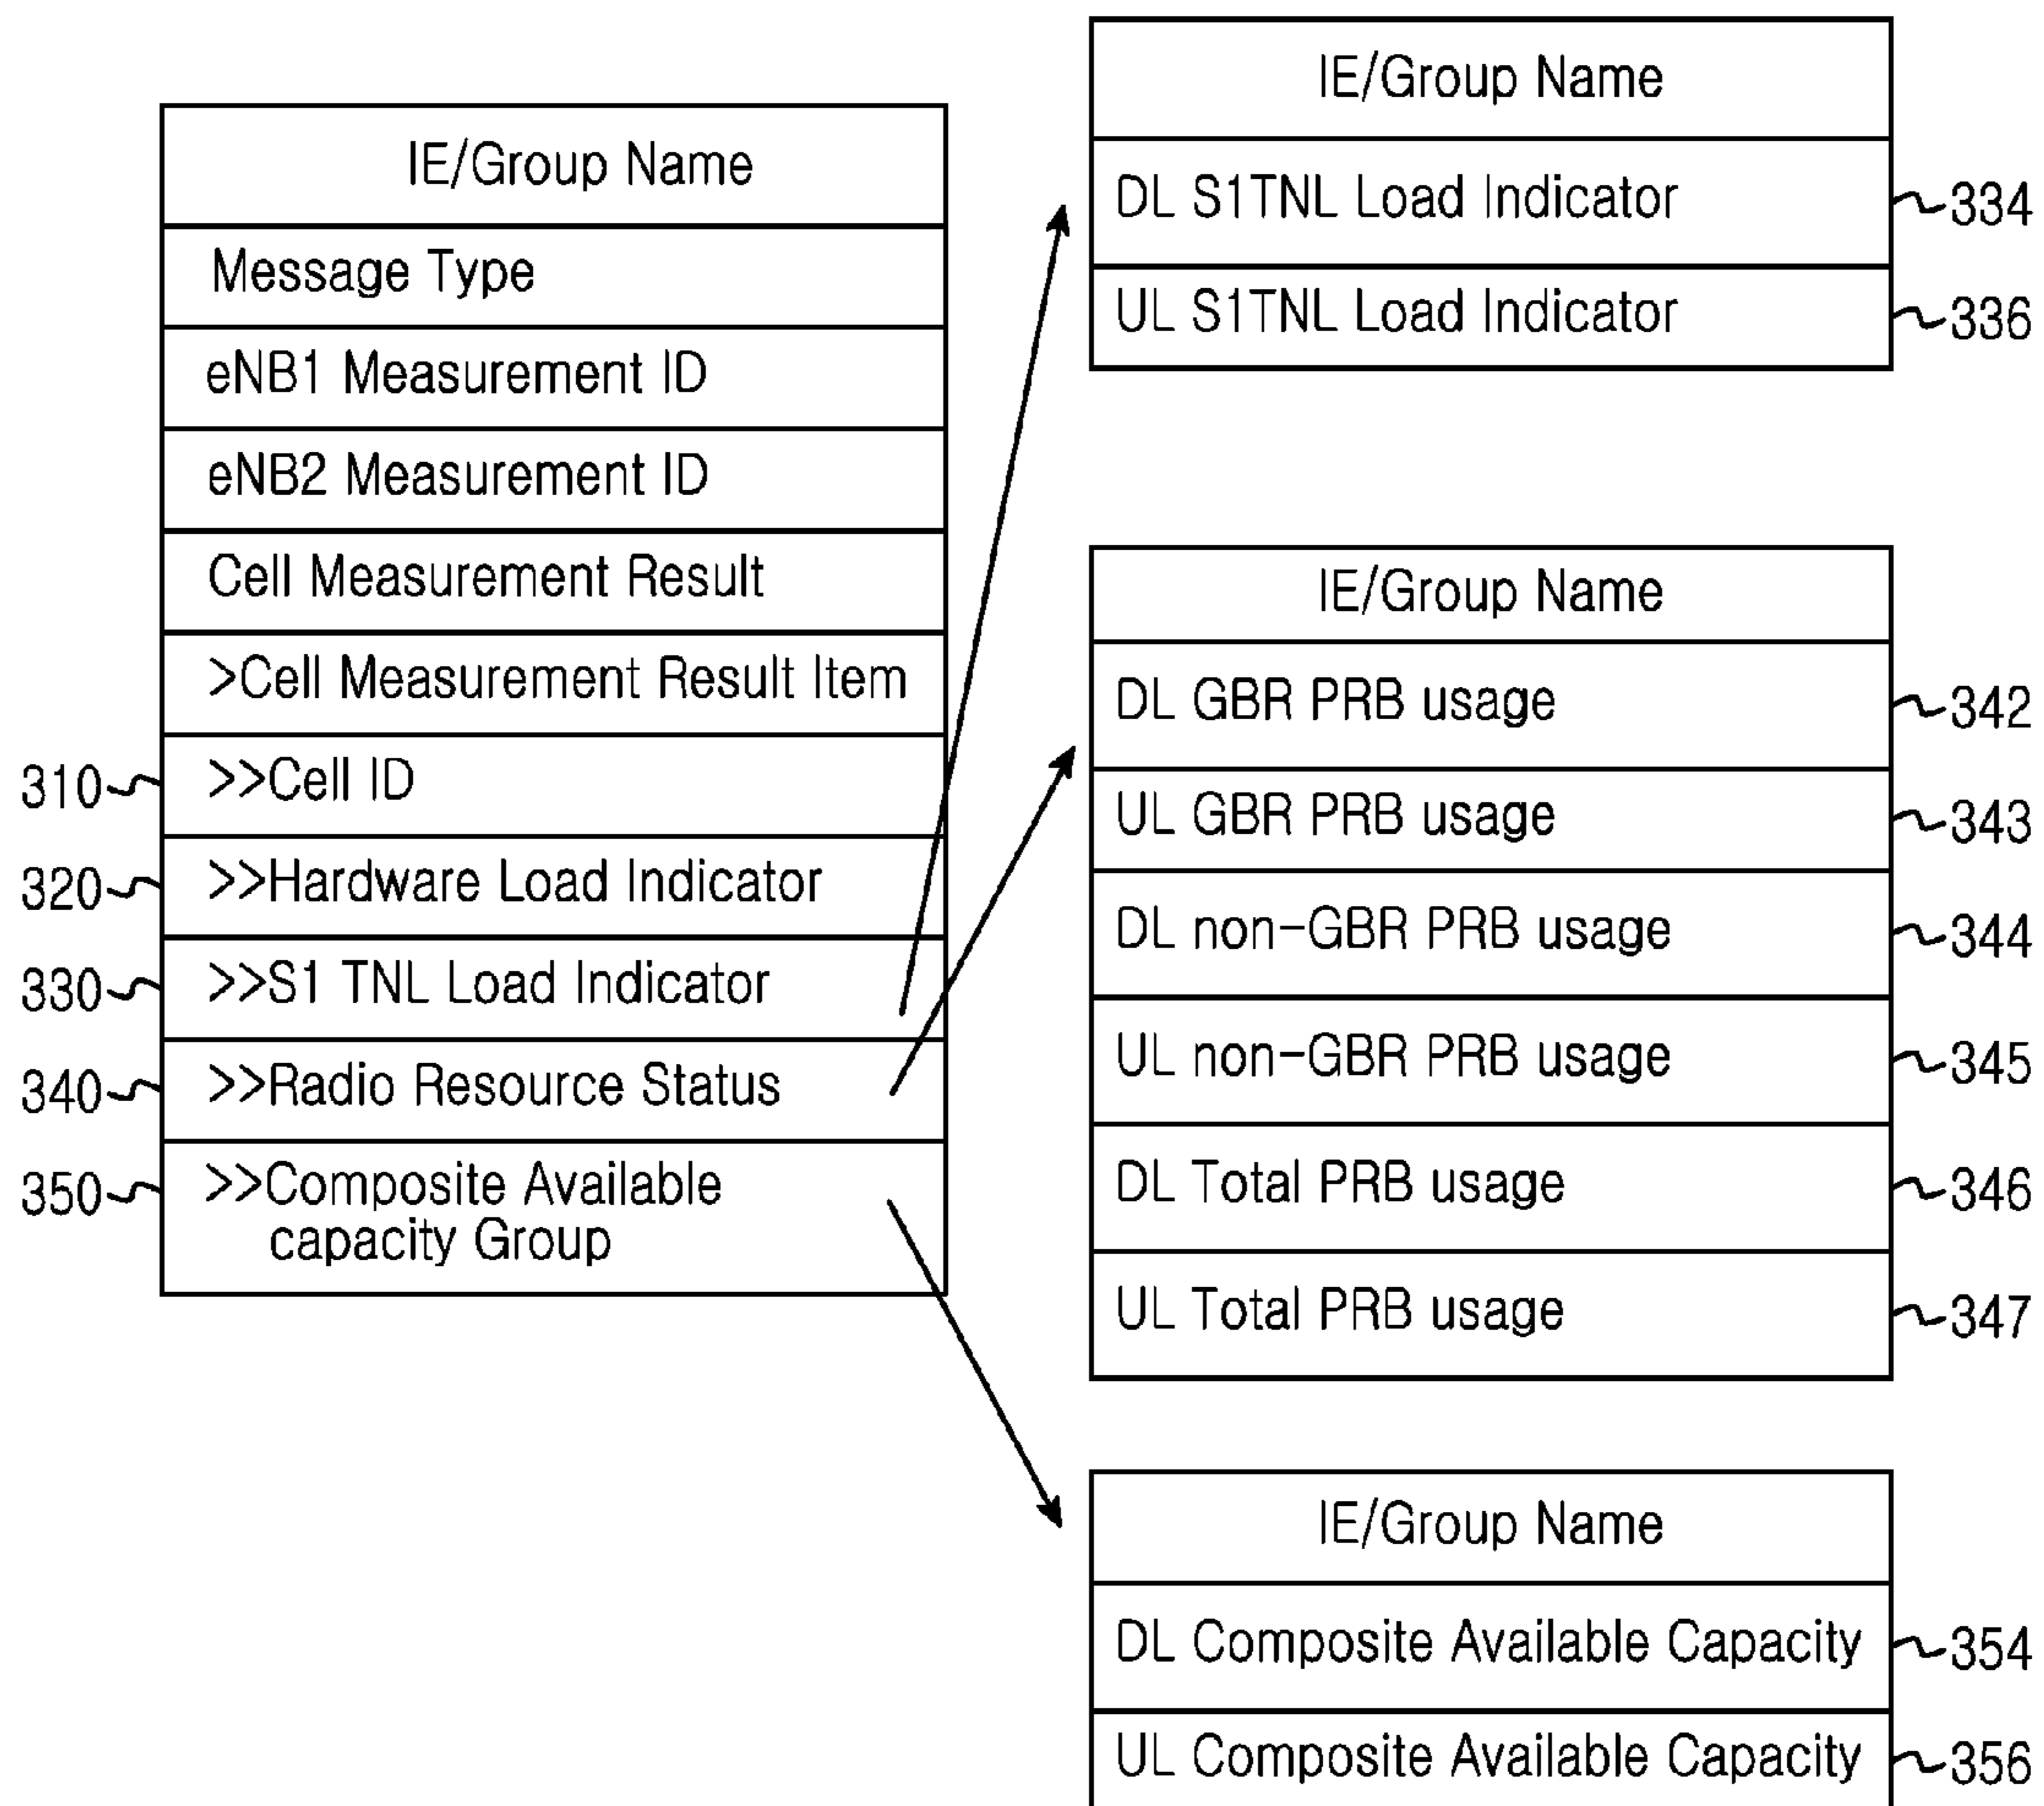 IE/Group Name
Message Type
eNB1 Measurement ID
eNB2 Measurement ID
Cell Measurement Result
>Cell Measurement Result Item
310 >>Cell ID
320 >>Hardware Load Indicator
330 >>S1 TNL Load Indicator
340 >>Radio Resource Status
350 >>Composite Available
capacity Group
IE/Group Name
DL S1TNL Load Indicator 334
UL S1TNL Load Indicator 336
IE/Group Name
DL GBR PRB usage 342
UL GBR PRB usage 343
DL non-GBR PRB usage 344
UL non-GBR PRB usage 345
DL Total PRB usage 346
UL Total PRB usage 347
IE/Group Name
DL Composite Available Capacity 354
UL Composite Available Capacity 356